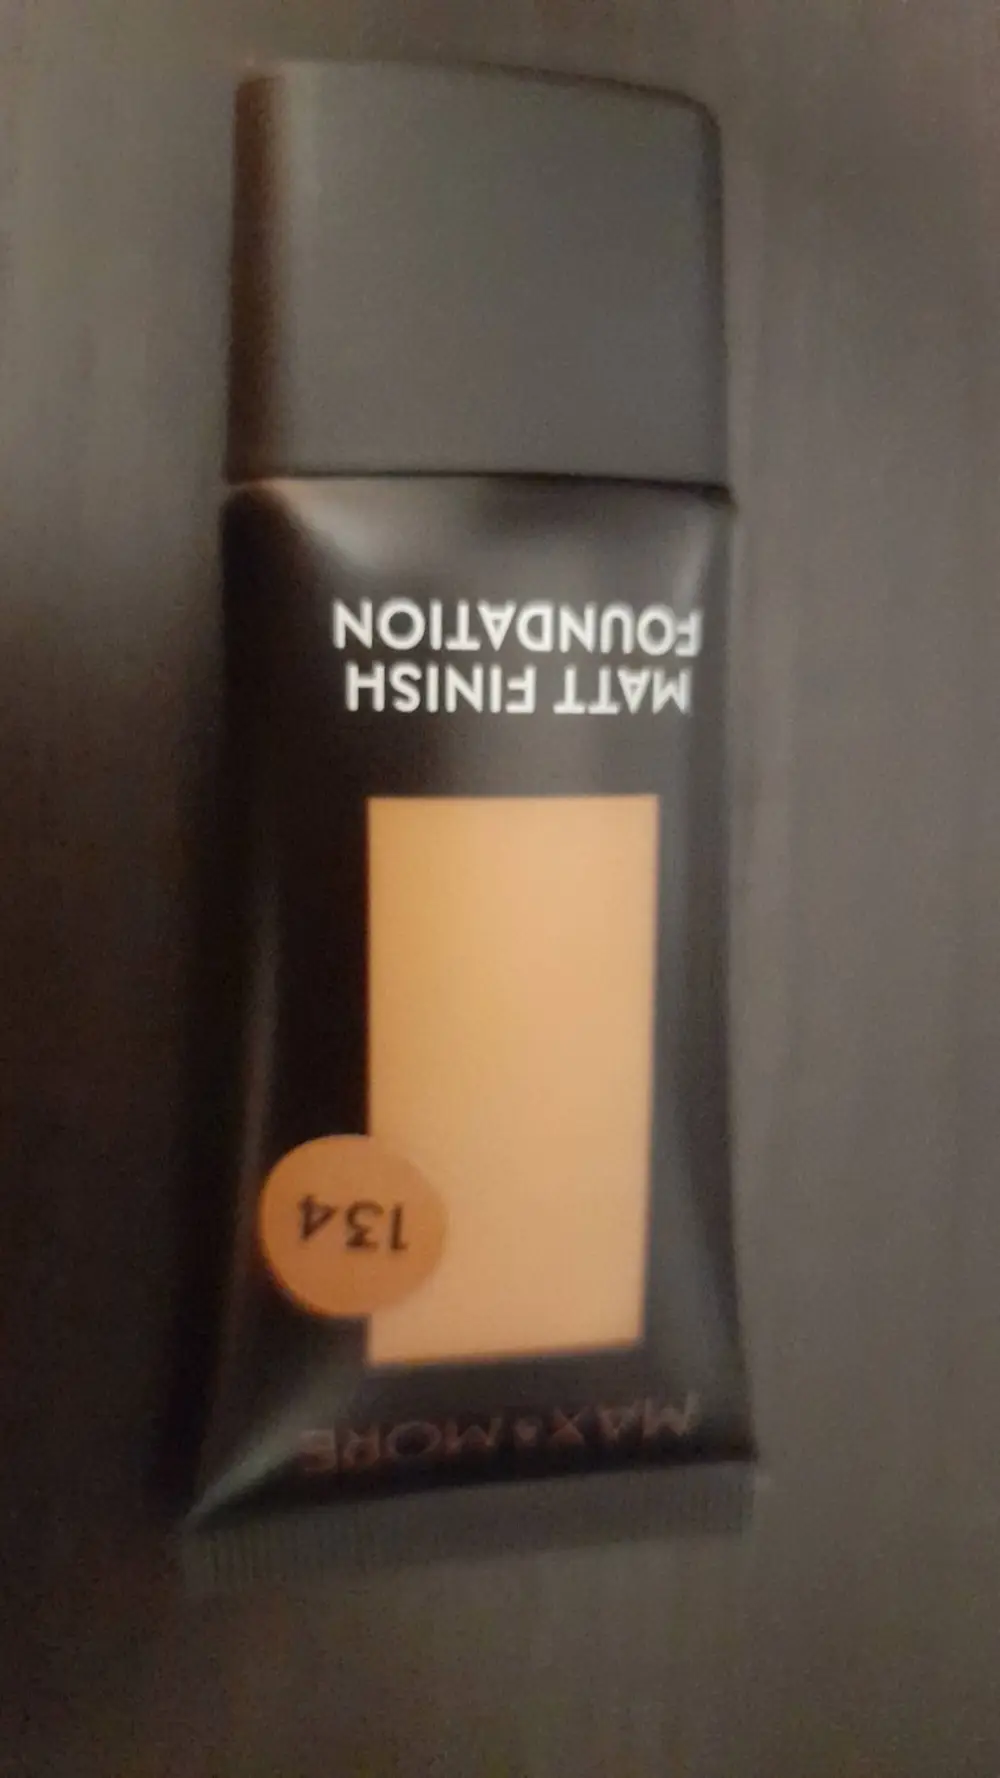 MAX & MORE
134
MATT FINISH
FOUNDATION